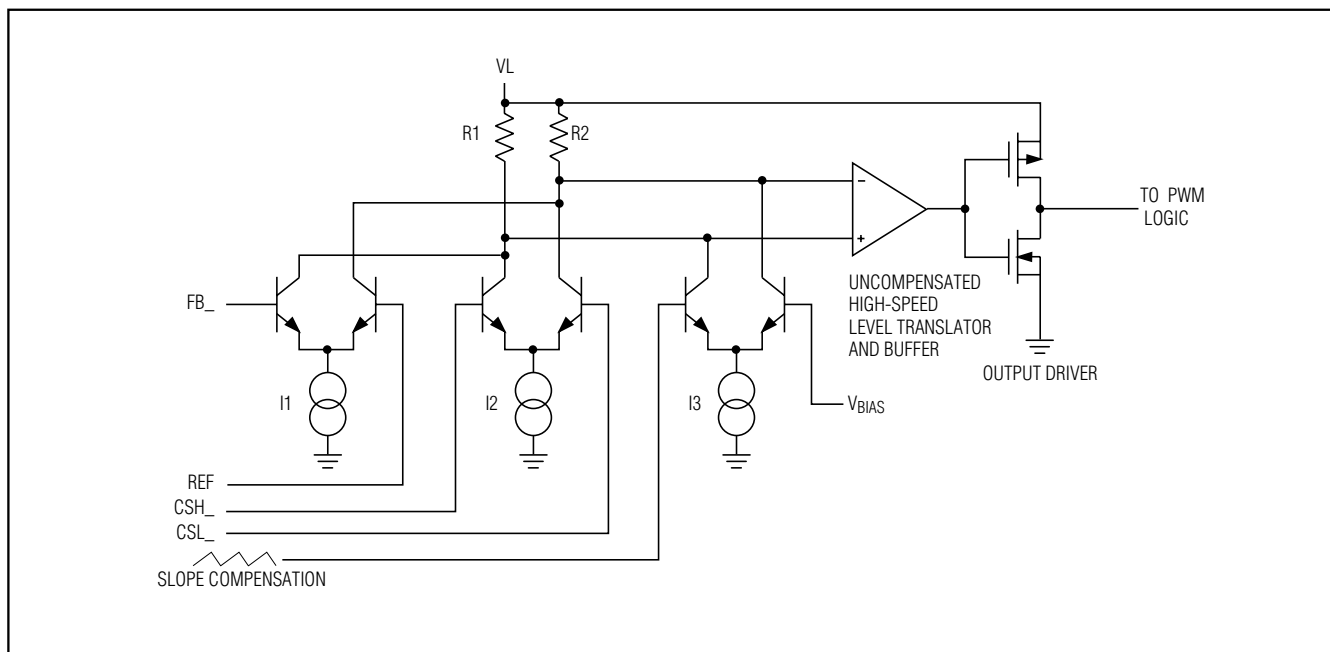 VL
R1
R2
−
+
TO PWM
LOGIC
FB_
UNCOMPENSATED
HIGH-SPEED
LEVEL TRANSLATOR
AND BUFFER
OUTPUT DRIVER
I1
I2
I3
VBIAS
REF
CSH_
CSL_
SLOPE COMPENSATION